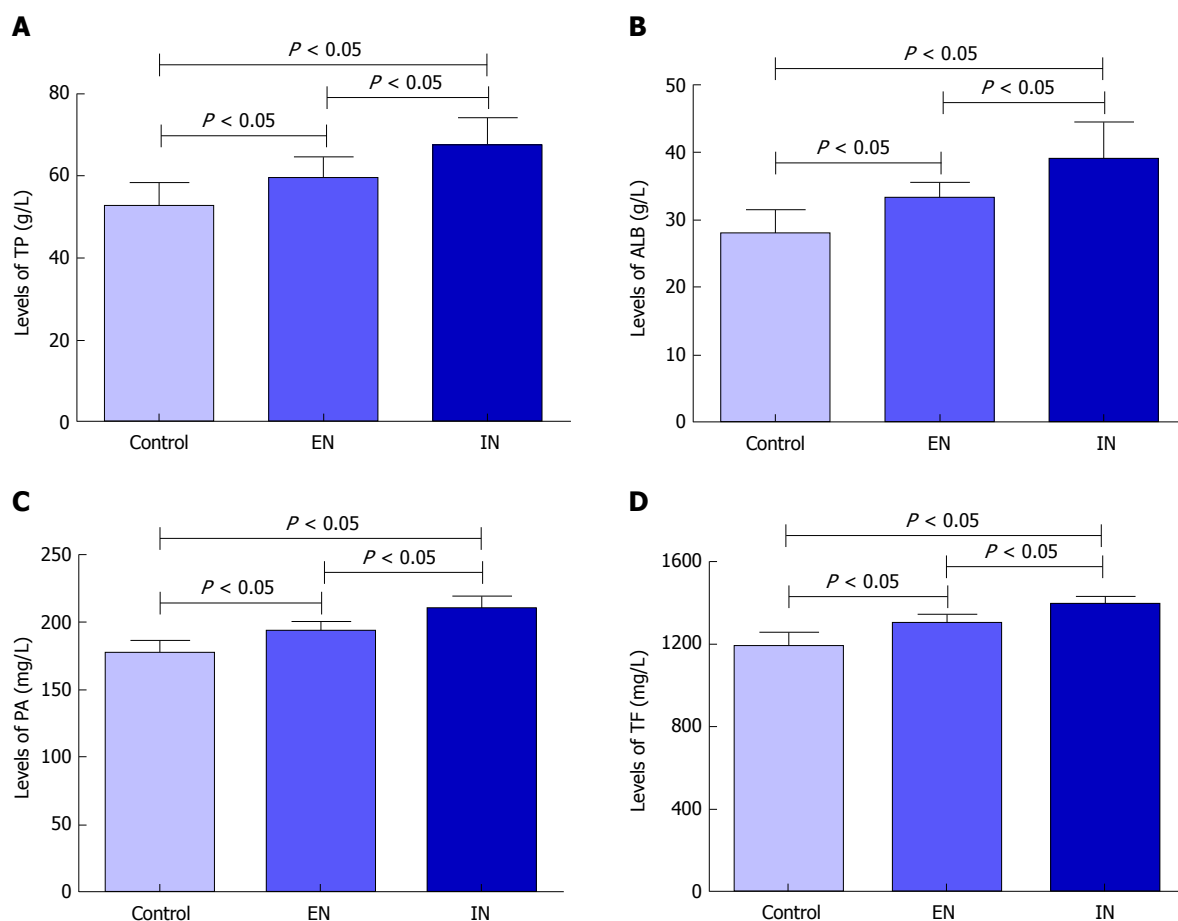 A
P < 0.05
P < 0.05
P < 0.05
Levels of TP (g/L)
80
60
40
20
0
Control EN IN
B
P < 0.05
P < 0.05
P < 0.05
Levels of ALB (g/L)
50
40
30
20
10
0
Control EN IN
C
P < 0.05
P < 0.05
P < 0.05
Levels of PA (mg/L)
250
200
150
100
50
0
Control EN IN
D
P < 0.05
P < 0.05
P < 0.05
Levels of TF (mg/L)
1600
1200
800
400
0
Control EN IN